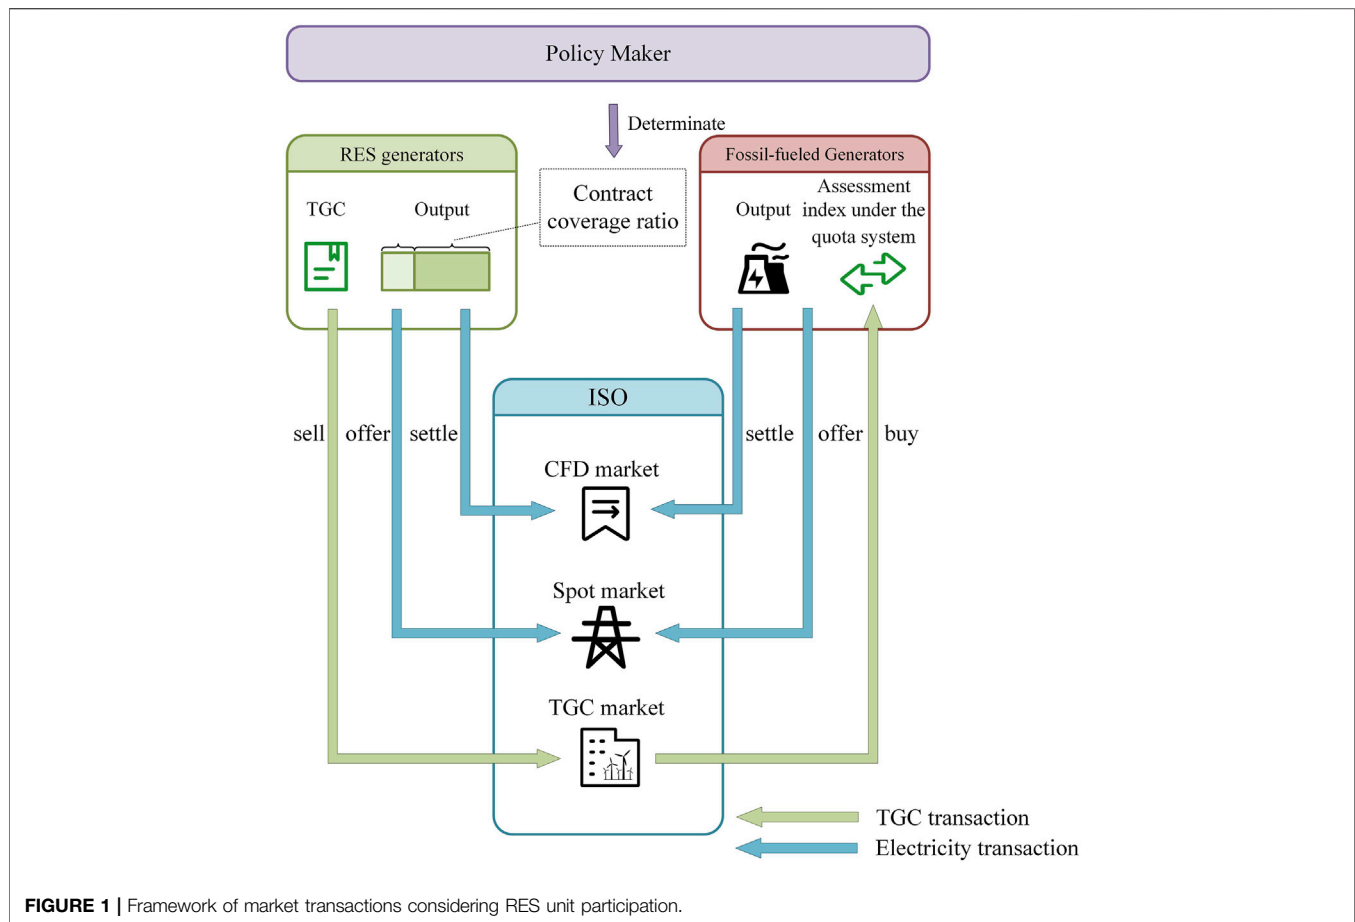 Policy Maker
Determinate
RES generators
TGC
Output
Contract
coverage ratio
Fossil-fueled Generators
Output
Assessment
index under the
quota system
sell
offer
settle
ISO
settle
offer
buy
CFD market
Spot market
TGC market
TGC transaction
Electricity transaction
FIGURE 1 | Framework of market transactions considering RES unit participation.